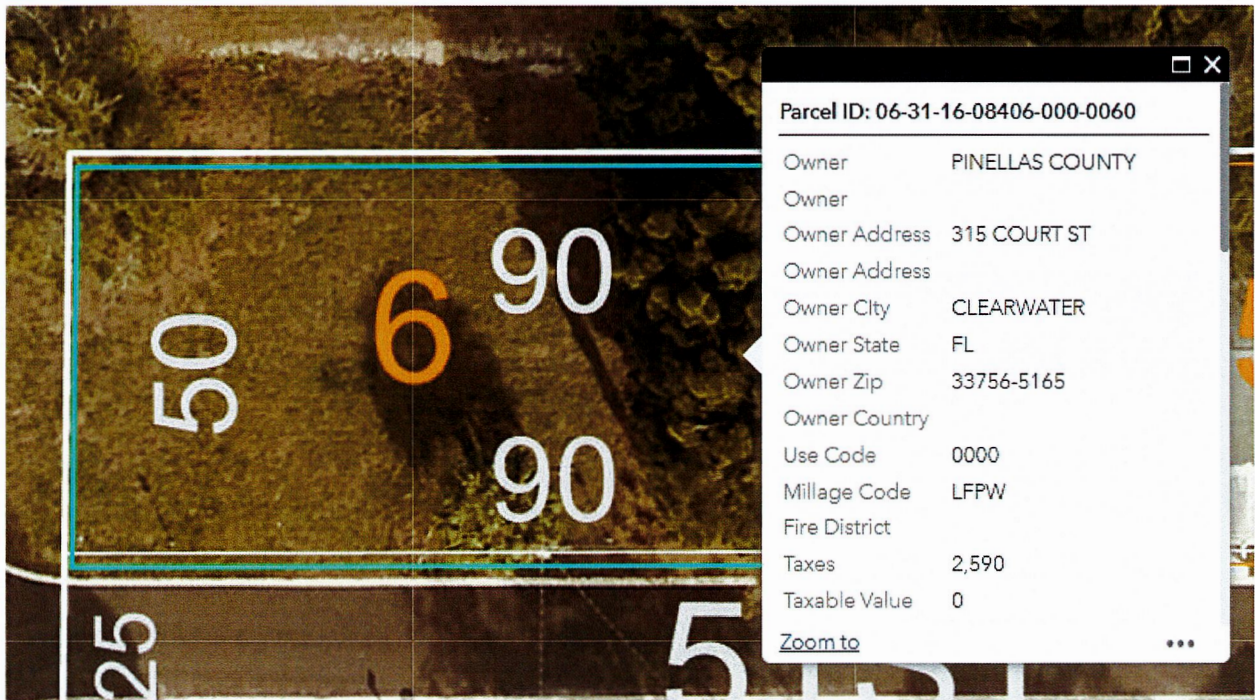 Parcel ID: 06-31-16-08406-000-0060
Owner PINELLAS COUNTY
Owner
Owner Address 315 COURT ST
Owner Address
Owner City CLEARWATER
Owner State FL
Owner Zip 33756-5165
Owner Country
Use Code 0000
Millage Code LFPW
Fire District
Taxes 2,590
Taxable Value 0
Zoom to
90
6
50
90
25